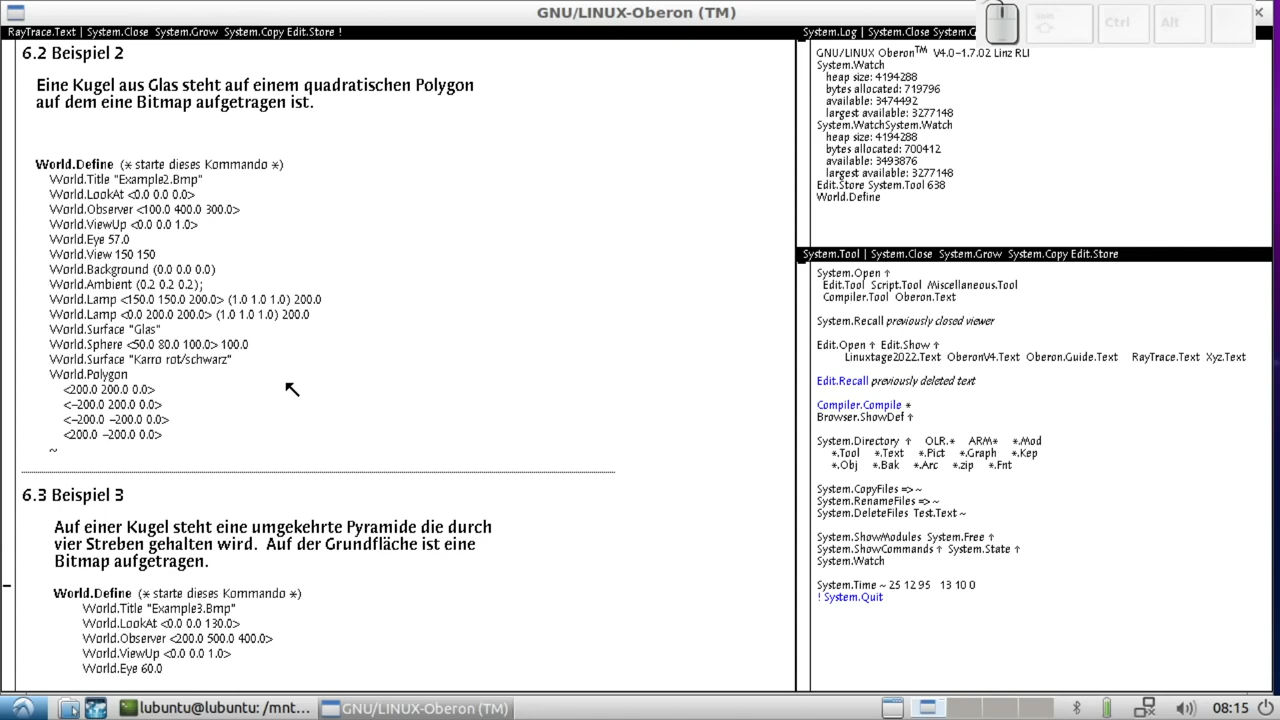 GNU/LINUX-Oberon (TM)
RayTrace.Text | System.Close System.Grow System.Copy Edit.Store !
6.2 Beispiel 2
Eine Kugel aus Glas steht auf einem quadratischen Polygon
auf dem eine Bitmap aufgetragen ist.
World.Define (* starte dieses Kommando *)
World.Title "Example2.Bmp"
World.LookAt <0.0 0.0 0.0>
World.Observer <100.0 400.0 300.0>
World.ViewUp <0.0 0.0 1.0>
World.Eye 57.0
World.View 150 150
World.Background (0.0 0.0 0.0)
World.Ambient (0.2 0.2 0.2);
World.Lamp <150.0 150.0 200.0> (1.0 1.0 1.0) 200.0
World.Lamp <0.0 200.0 200.0> (1.0 1.0 1.0) 200.0
World.Surface "Glas"
World.Sphere <50.0 80.0 100.0> 100.0
World.Surface "Karro rot/schwarz"
World.Polygon
<200.0 200.0 0.0>
<-200.0 200.0 0.0>
<-200.0 -200.0 0.0>
<200.0 -200.0 0.0>
~
6.3 Beispiel 3
Auf einer Kugel steht eine umgekehrte Pyramide die durch
vier Streben gehalten wird. Auf der Grundfläche ist eine
Bitmap aufgetragen.
World.Define (* starte dieses Kommando *)
World.Title "Example3.Bmp"
World.LookAt <0.0 0.0 130.0>
World.Observer <200.0 500.0 400.0>
World.ViewUp <0.0 0.0 1.0>
World.Eye 60.0
System.Log | System.Close System.G
Ctrl
Alt
GNU/LINUX Oberon™ V4.0-1.7.02 Linz RLI
System.Watch
heap size: 4194288
bytes allocated: 719796
available: 3474492
largest available: 3277148
System.WatchSystem.Watch
heap size: 4194288
bytes allocated: 700412
available: 3493876
largest available: 3277148
Edit.Store System.Tool 638
World.Define
System.Tool | System.Close System.Grow System.Copy Edit.Store
System.Open ↑
Edit.Tool Script.Tool Miscellaneous.Tool
Compiler.Tool Oberon.Text
System.Recall previously closed viewer
Edit.Open ↑ Edit.Show ↑
Linuxtage2022.Text OberonV4.Text Oberon.Guide.Text RayTrace.Text Xyz.Text
Edit.Recall previously deleted text
Compiler.Compile *
Browser.ShowDef ↑
System.Directory ↑ OLR.* ARM* *.Mod
*.Tool *.Text *.Pict *.Graph *.Kep
*.Obj *.Bak *.Arc *.zip *.Fnt
System.CopyFiles => ~
System.RenameFiles => ~
System.DeleteFiles Test.Text ~
System.ShowModules System.Free ↑
System.ShowCommands ↑ System.State ↑
System.Watch
System.Time ~ 25 12 95 13 10 0
! System.Quit
lubuntu@lubuntu: /mnt...
GNU/LINUX-Oberon (TM)
08:15